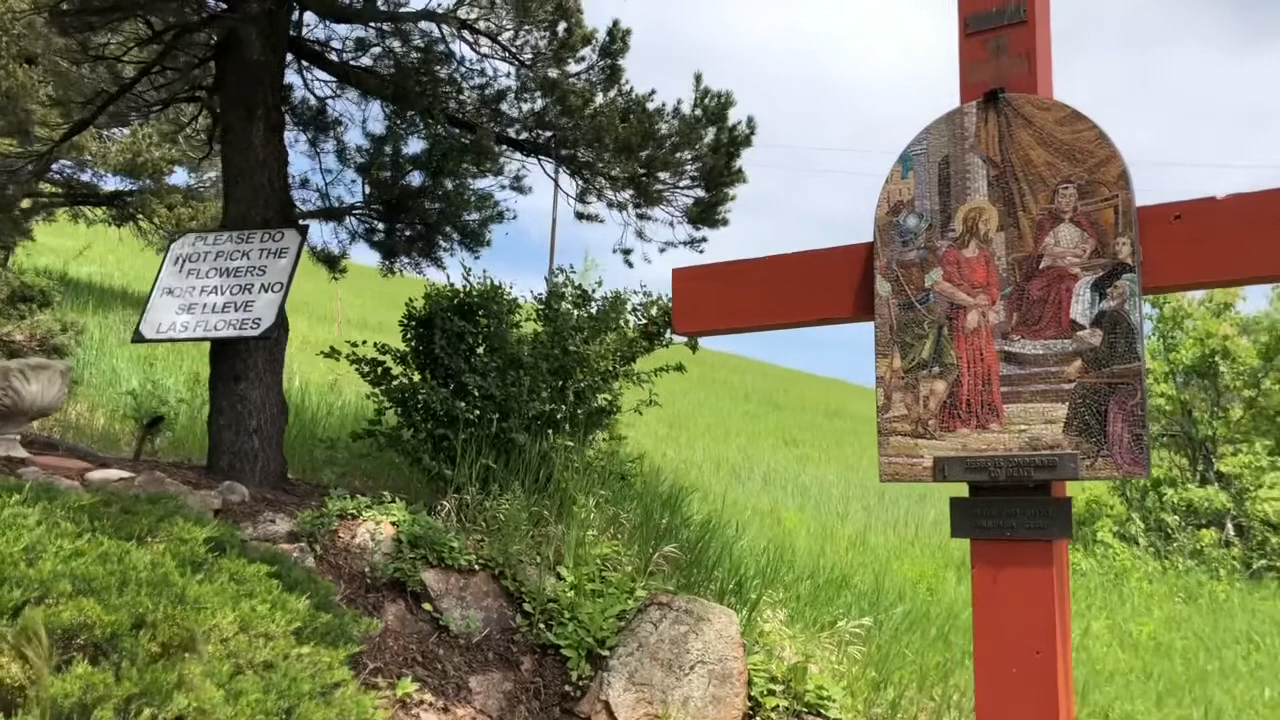 PLEASE DO
NOT PICK THE
FLOWERS
POR FAVOR NO
SE LLEVE
LAS FLORES
JESUS IS CONDEMNED
TO DEATH